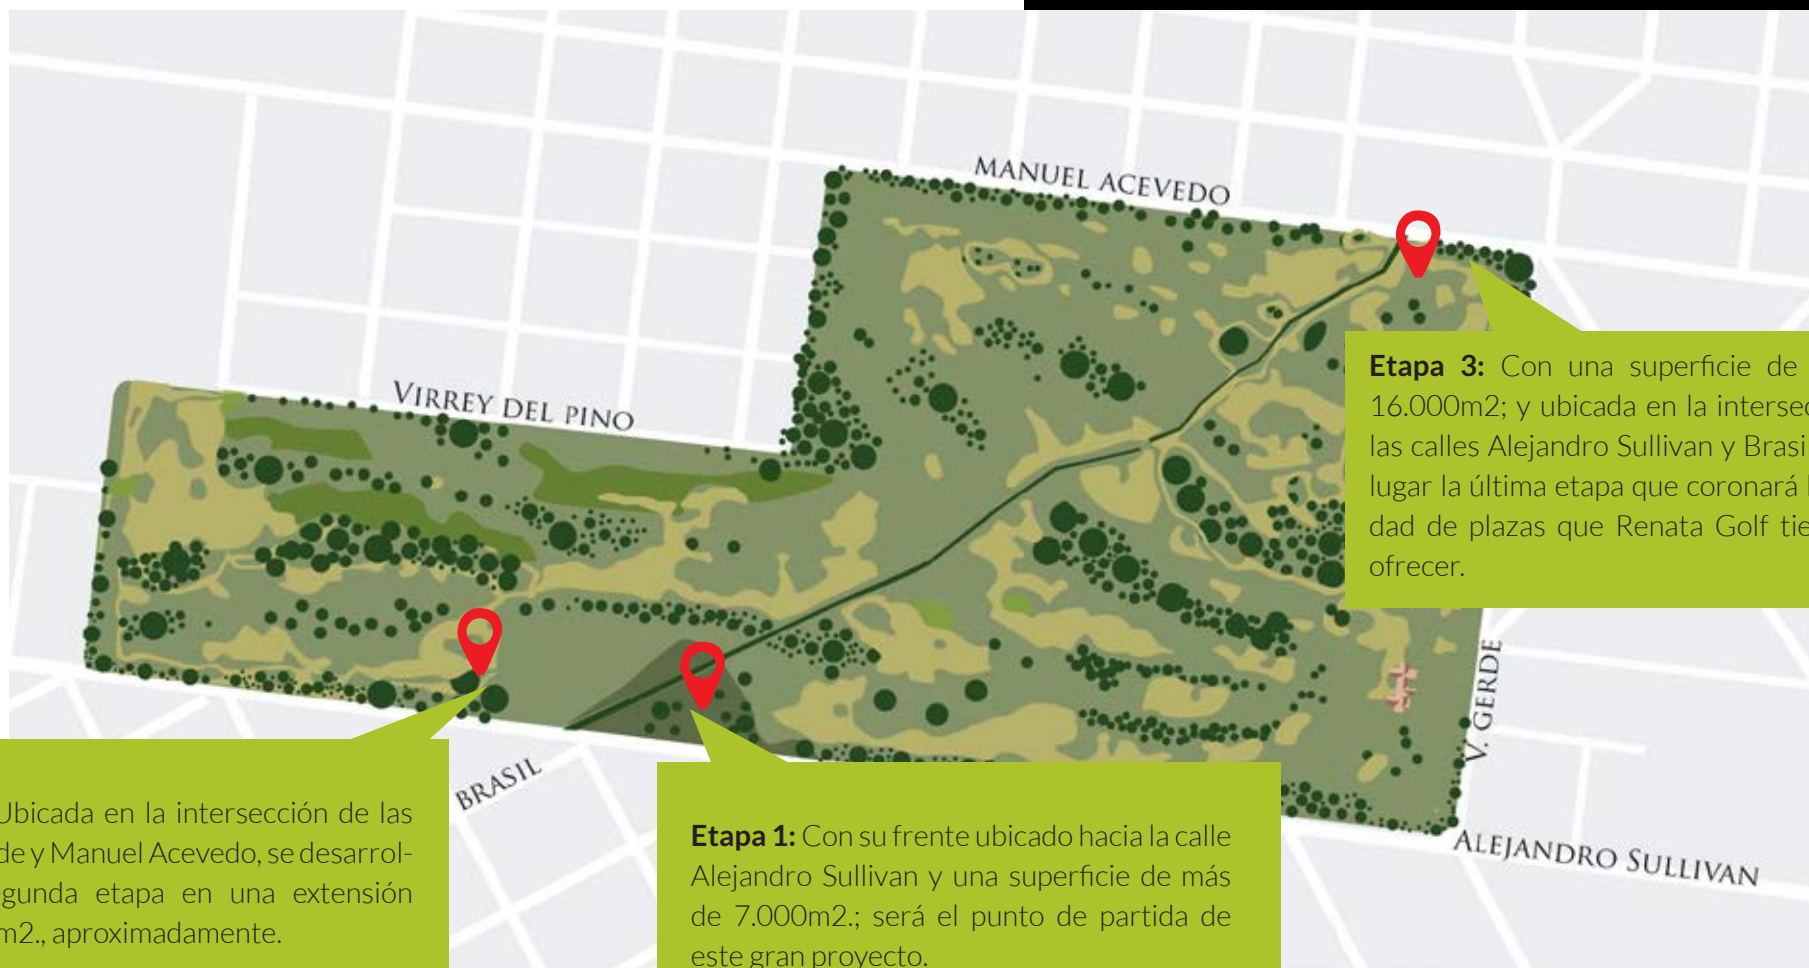 MANUEL ACEVEDO
VIRREY DEL PINO
Etapa 3: Con una superficie de
16.000m2; y ubicada en la intersec
las calles Alejandro Sullivan y Brasi
lugar la última etapa que coronará
dad de plazas que Renata Golf tie
ofrecer.
V. GERDE
BRASIL
ALEJANDRO SULLIVAN
Ubicada en la intersección de las
de y Manuel Acevedo, se desarrol-
gunda etapa en una extensión
m2., aproximadamente.
Etapa 1: Con su frente ubicado hacia la calle
Alejandro Sullivan y una superficie de más
de 7.000m2.; será el punto de partida de
este gran proyecto.